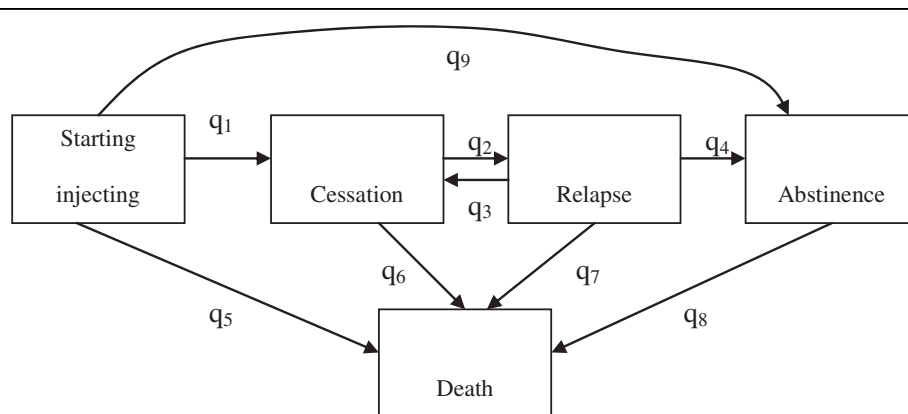 q9
q1
Starting
injecting
q2
q3
q4
Cessation
Relapse
Abstinence
q5
q6
q7
q8
Death